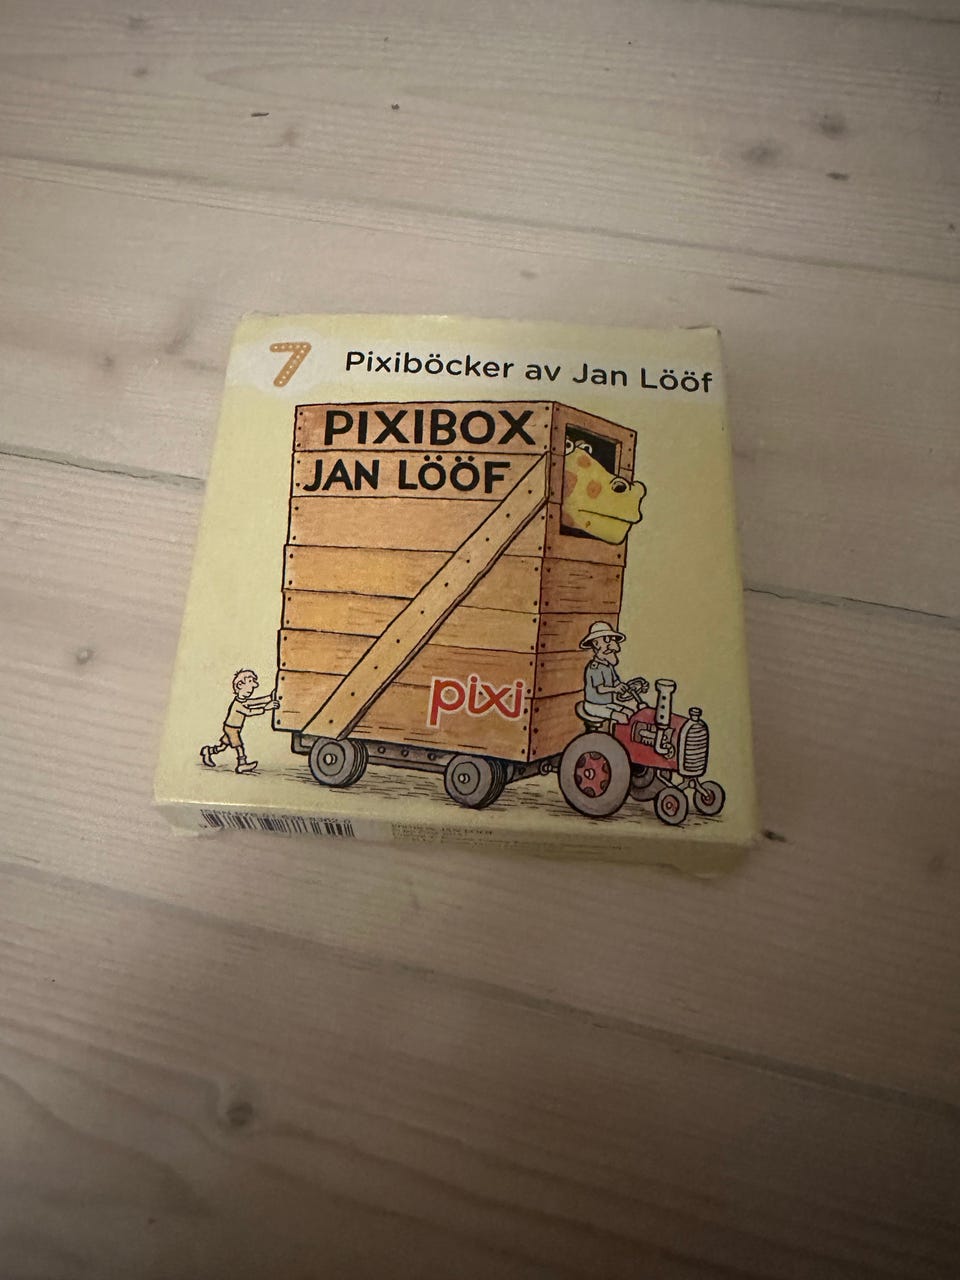 7
Pixiböcker av Jan Lööf
PIXIBOX
JAN LÖÖF
pixi